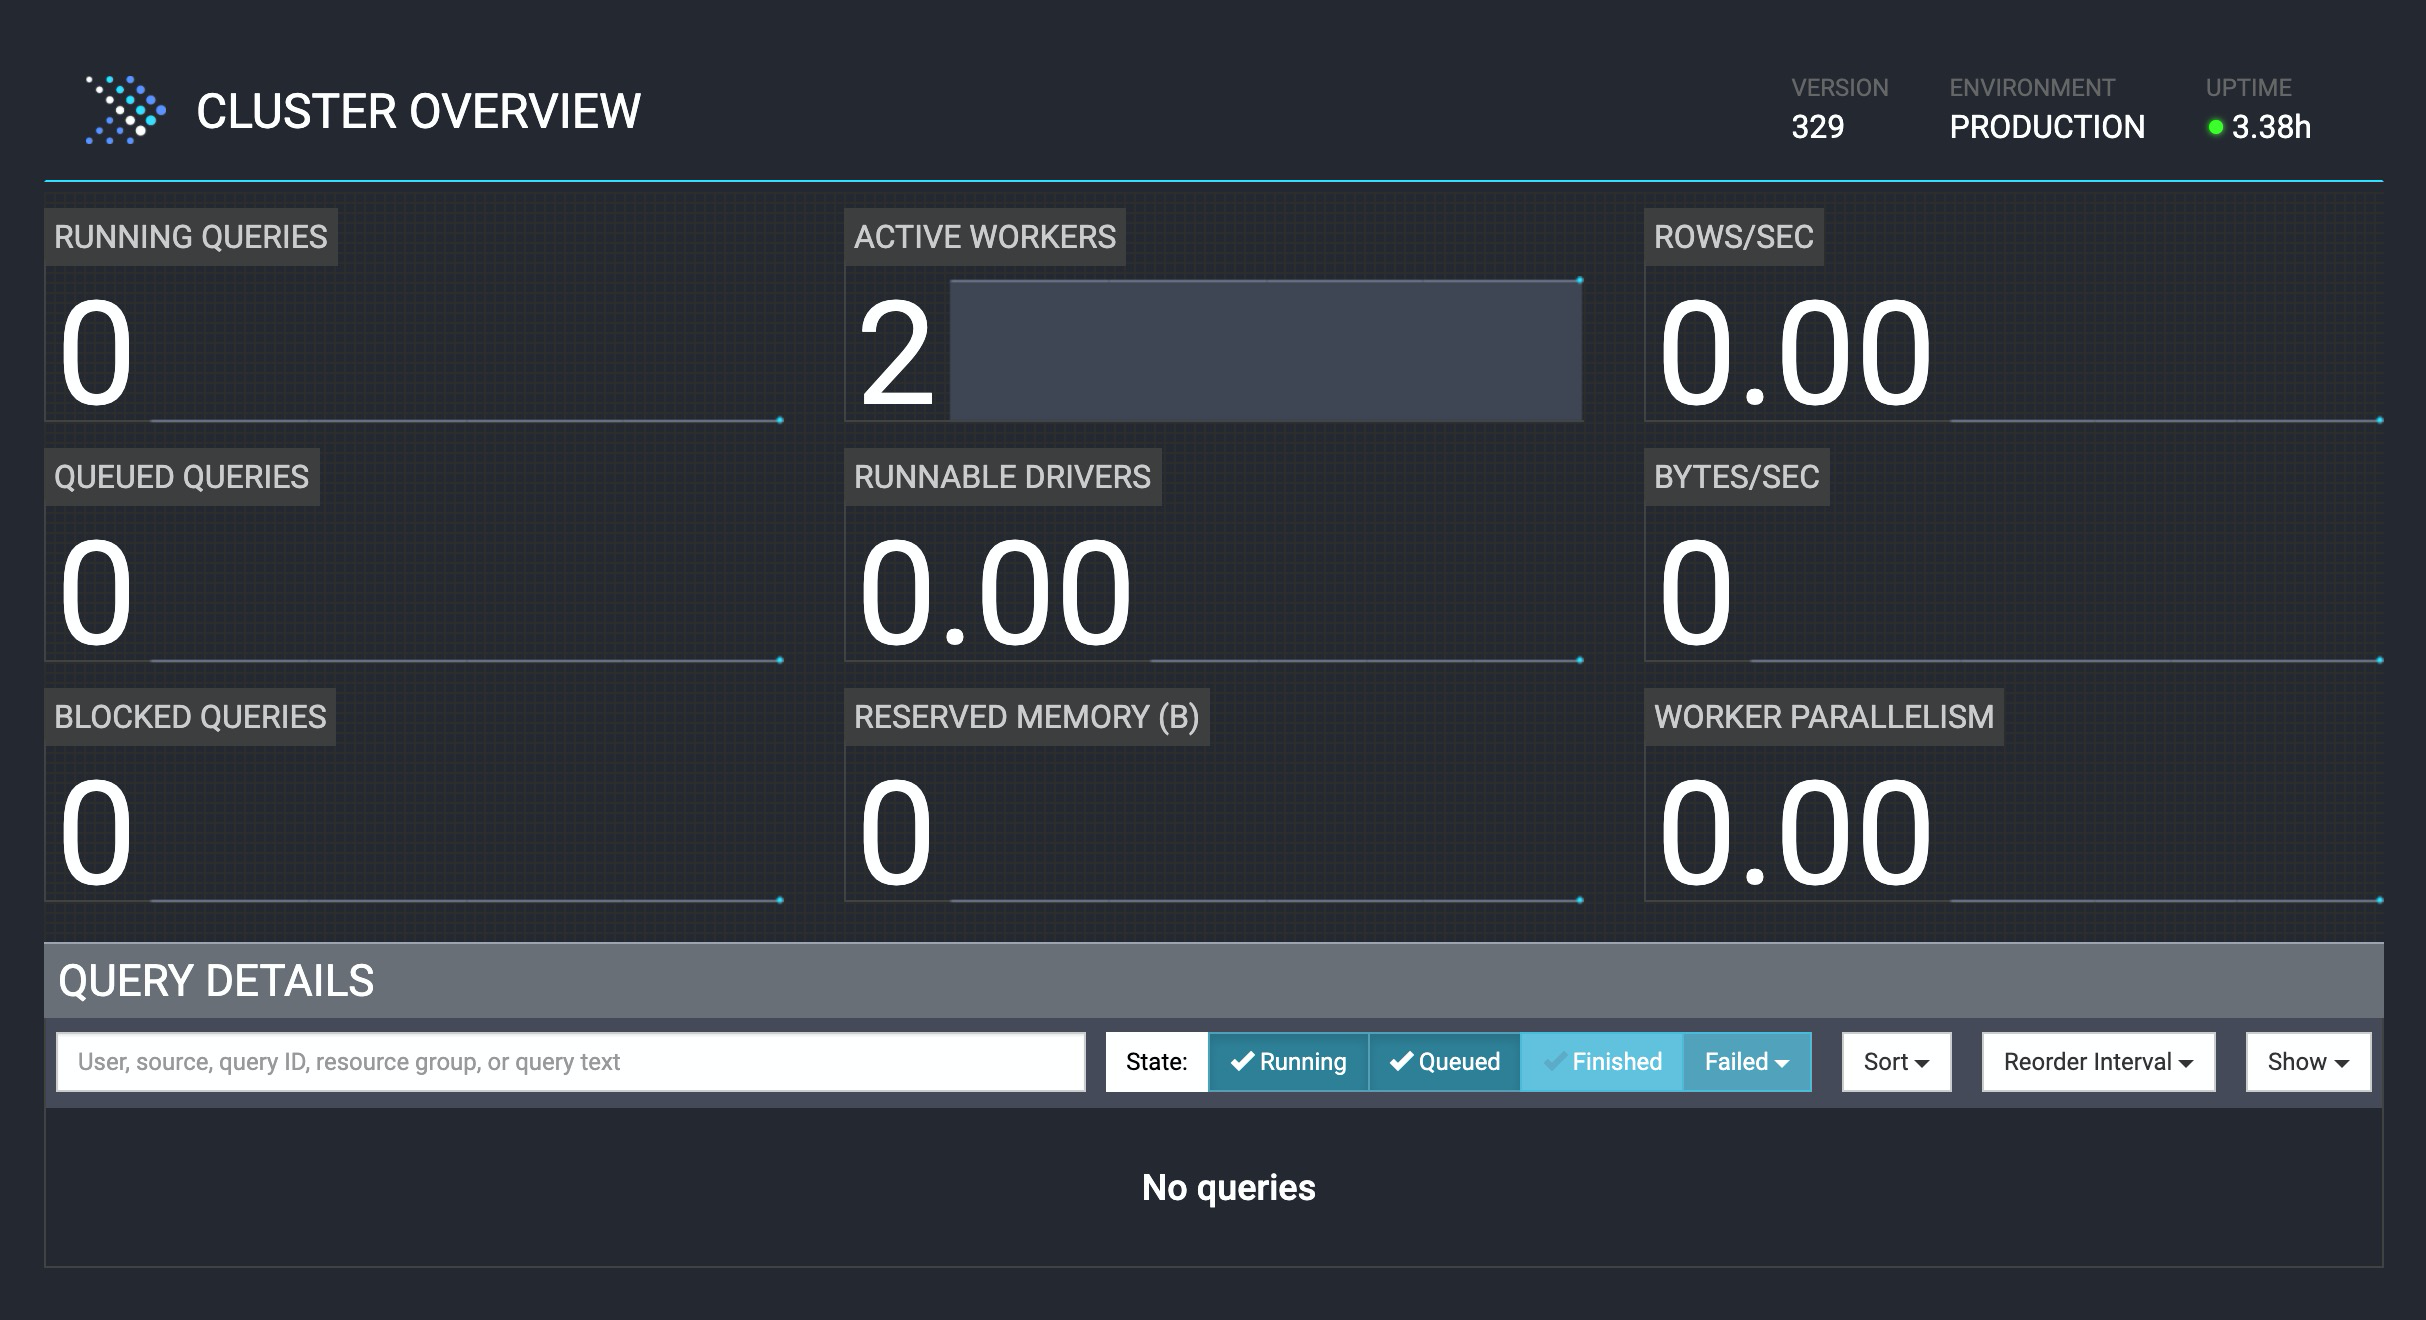 CLUSTER OVERVIEW
VERSION
329
ENVIRONMENT
PRODUCTION
UPTIME
3.38h
RUNNING QUERIES
0
ACTIVE WORKERS
2
ROWS/SEC
0.00
QUEUED QUERIES
0
RUNNABLE DRIVERS
0.00
BYTES/SEC
0
BLOCKED QUERIES
0
RESERVED MEMORY (B)
0
WORKER PARALLELISM
0.00
QUERY DETAILS
User, source, query ID, resource group, or query text
State: Running Queued Finished Failed
Sort
Reorder Interval
Show
No queries